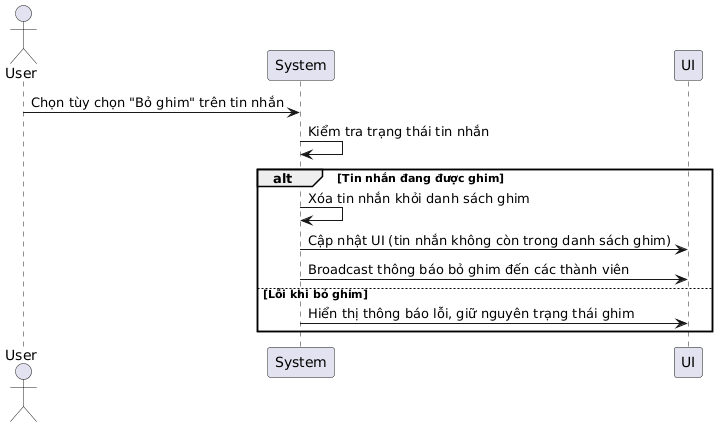 User
System
UI
Chọn tùy chọn "Bỏ ghim" trên tin nhắn
Kiểm tra trạng thái tin nhắn
alt [Tin nhắn đang được ghim]
Xóa tin nhắn khỏi danh sách ghim
Cập nhật UI (tin nhắn không còn trong danh sách ghim)
Broadcast thông báo bỏ ghim đến các thành viên
[Lỗi khi bỏ ghim]
Hiển thị thông báo lỗi, giữ nguyên trạng thái ghim
User
System
UI